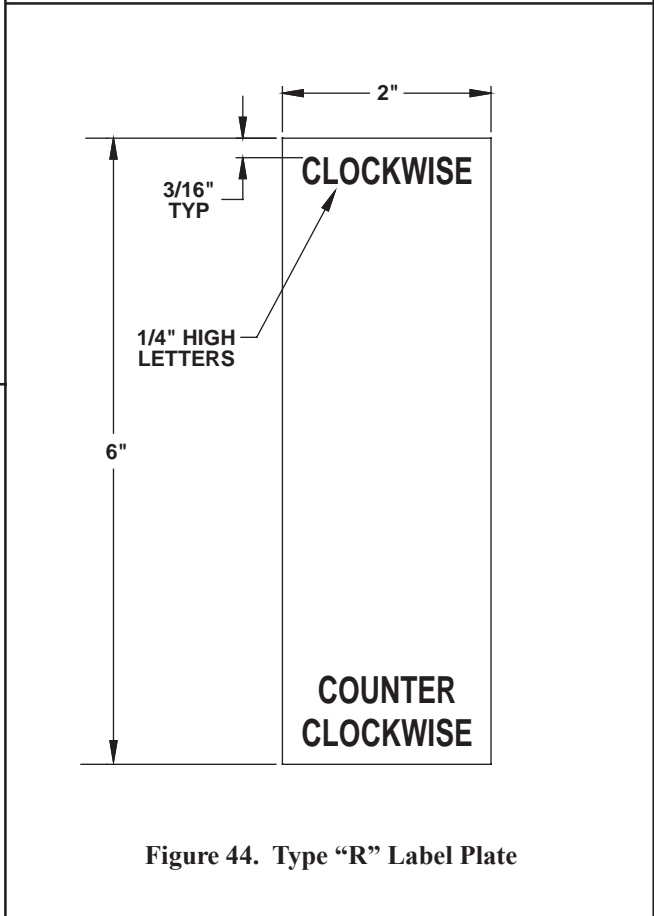 2"
CLOCKWISE
3/16"
TYP
1/4" HIGH
LETTERS
6"
COUNTER
CLOCKWISE
Figure 44. Type “R” Label Plate